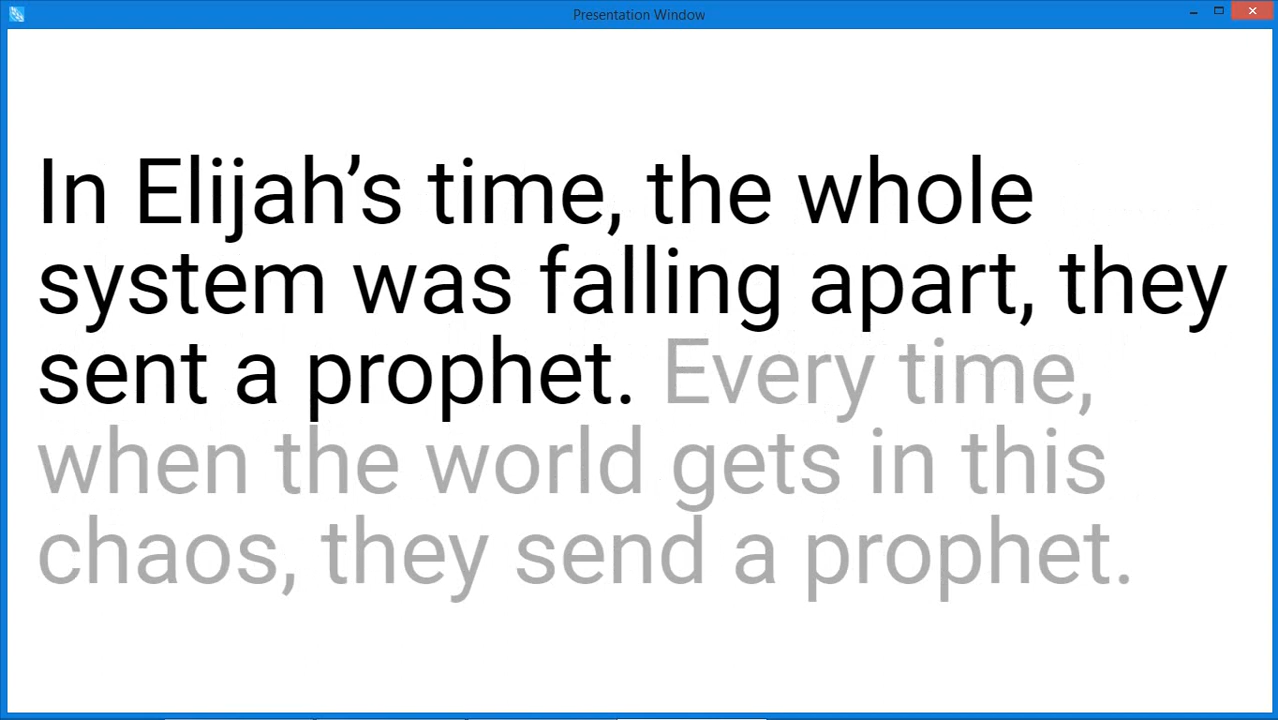 Presentation Window
In Elijah’s time, the whole
system was falling apart, they
sent a prophet. Every time,
when the world gets in this
chaos, they send a prophet.